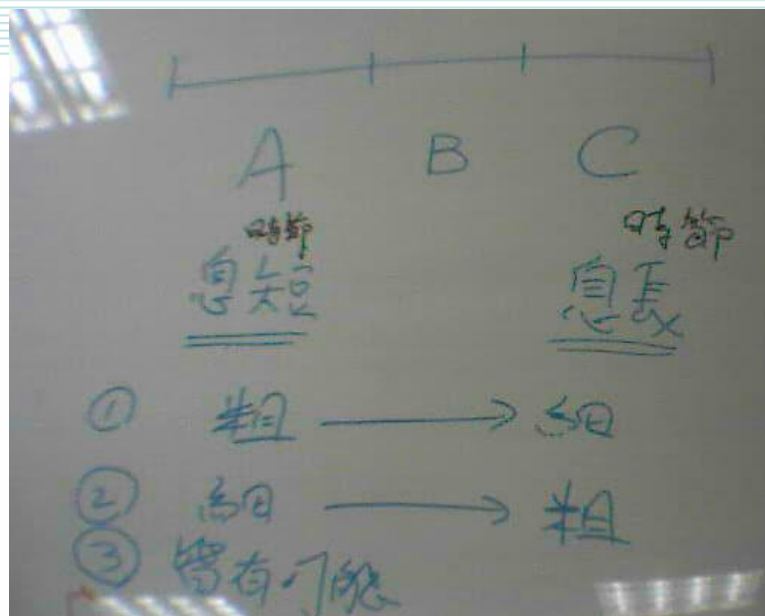 A B C
時節 時節
息短 息長
① 粗 → 細
② 細 → 粗
③ 皆有可能